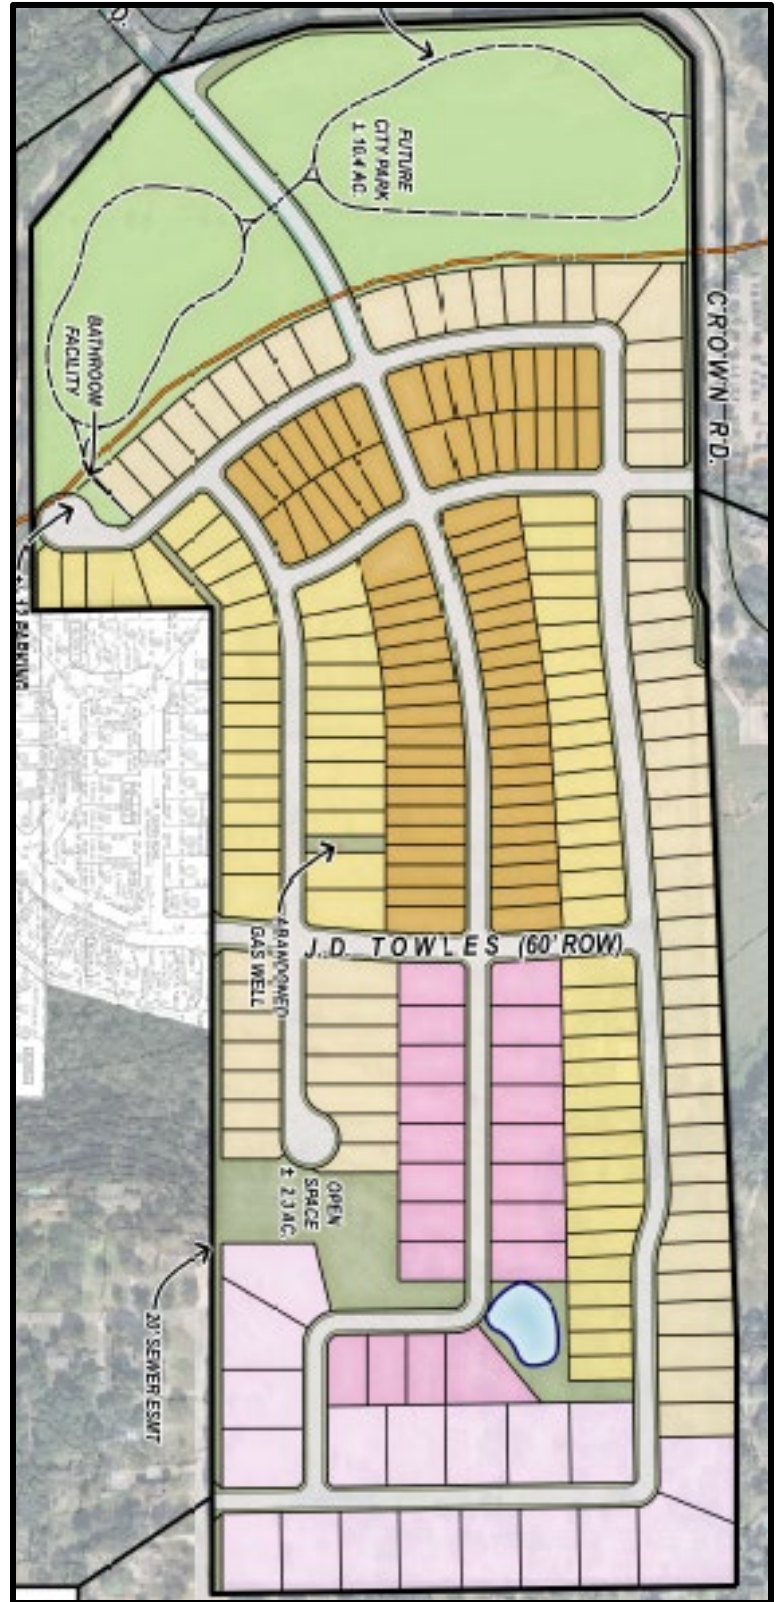 FUTURE
CITY PARK
± 10.4 AC.
CROWN RD.
BATHROOM
FACILITY
PARKING
J.D. TOWLES (60' ROW)
ABANDONED
GAS WELL
OPEN
SPACE
± 2.3 AC.
20' SEWER ESMT